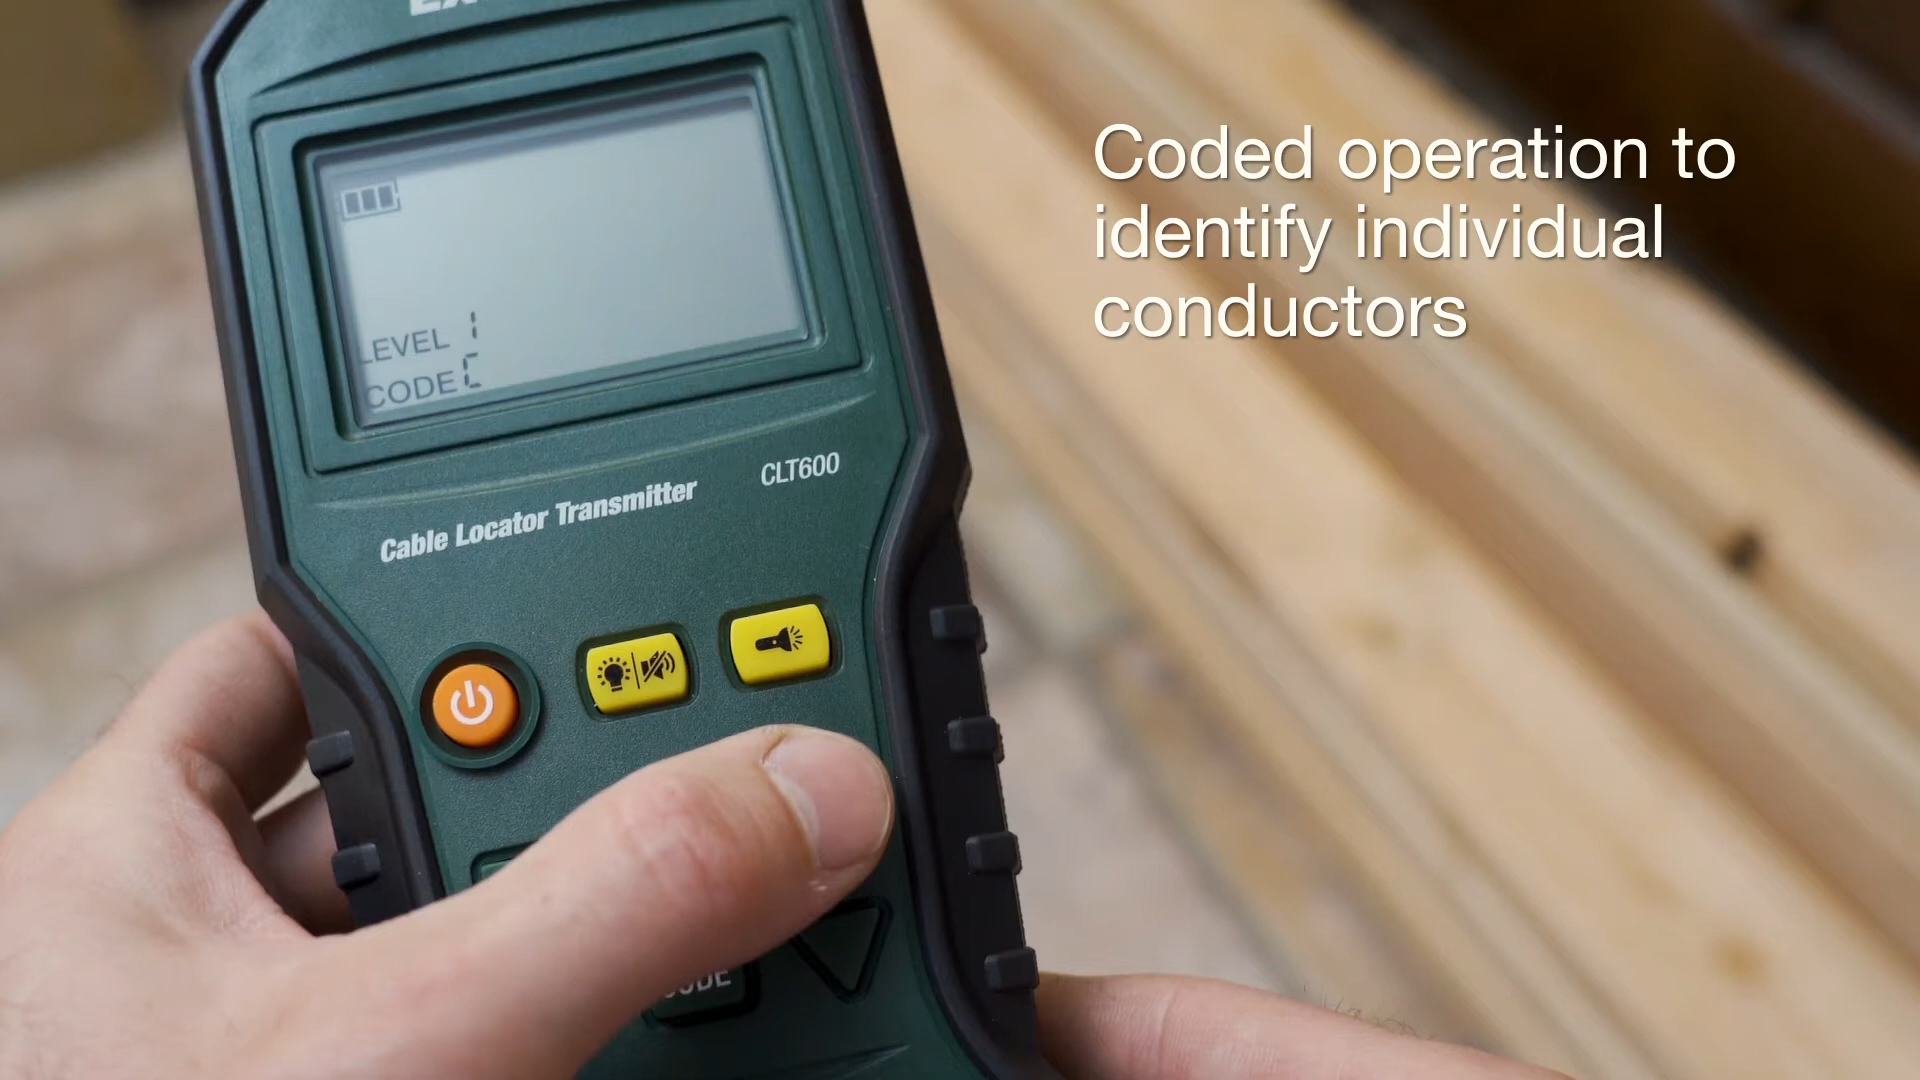 LEVEL 1
CODE C
Cable Locator Transmitter
CLT600
Coded operation to
identify individual
conductors